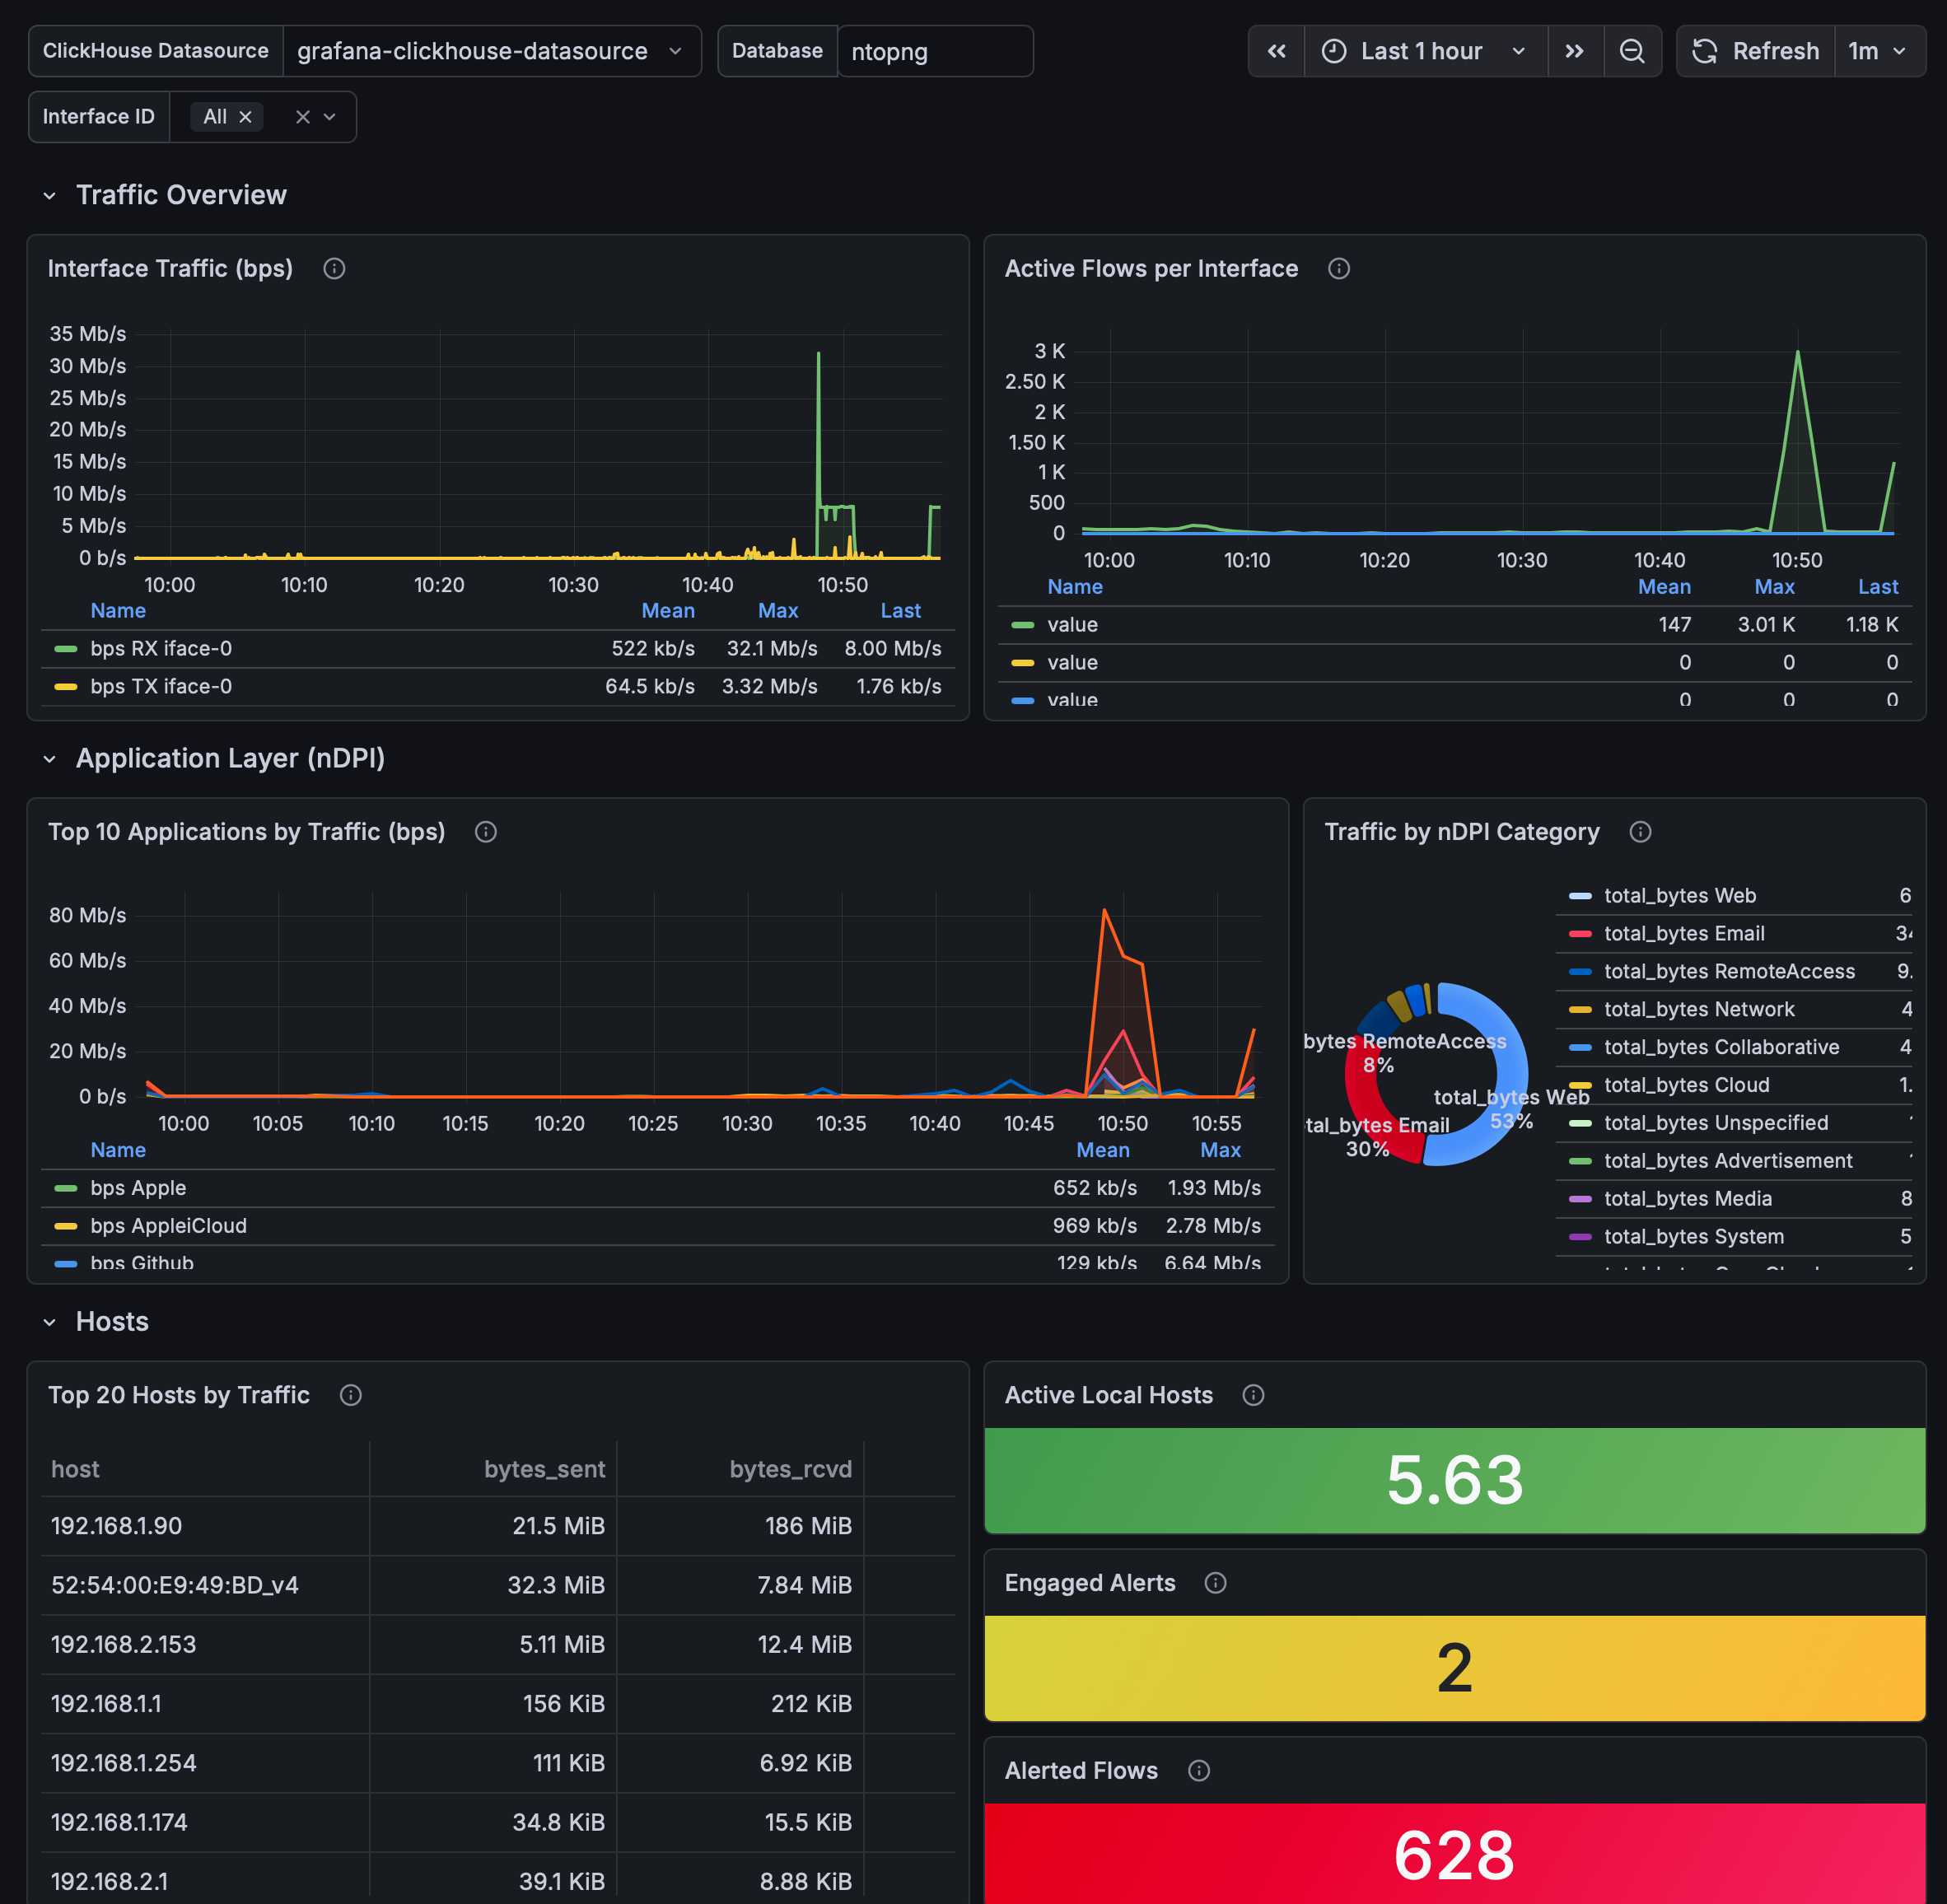 ClickHouse Datasource grafana-clickhouse-datasource Database ntopng Last 1 hour Refresh 1m
Interface ID All
Traffic Overview
Interface Traffic (bps)
35 Mb/s
30 Mb/s
25 Mb/s
20 Mb/s
15 Mb/s
10 Mb/s
5 Mb/s
0 b/s
10:00 10:10 10:20 10:30 10:40 10:50
Name Mean Max Last
bps RX iface-0 522 kb/s 32.1 Mb/s 8.00 Mb/s
bps TX iface-0 64.5 kb/s 3.32 Mb/s 1.76 kb/s
Active Flows per Interface
3 K
2.50 K
2 K
1.50 K
1 K
500
0
10:00 10:10 10:20 10:30 10:40 10:50
Name Mean Max Last
value 147 3.01 K 1.18 K
value 0 0 0
value 0 0 0
Application Layer (nDPI)
Top 10 Applications by Traffic (bps)
80 Mb/s
60 Mb/s
40 Mb/s
20 Mb/s
0 b/s
10:00 10:05 10:10 10:15 10:20 10:25 10:30 10:35 10:40 10:45 10:50 10:55
Name Mean Max
bps Apple 652 kb/s 1.93 Mb/s
bps AppleiCloud 969 kb/s 2.78 Mb/s
bps Github 129 kb/s 6.64 Mb/s
Traffic by nDPI Category
bytes RemoteAccess
8%
total_bytes Web
53%
tal_bytes Email
30%
total_bytes Web 6
total_bytes Email 34
total_bytes RemoteAccess 9.
total_bytes Network 4
total_bytes Collaborative 4
total_bytes Cloud 1.
total_bytes Unspecified
total_bytes Advertisement
total_bytes Media 8
total_bytes System 5
Hosts
Top 20 Hosts by Traffic
host bytes_sent bytes_rcvd
192.168.1.90 21.5 MiB 186 MiB
52:54:00:E9:49:BD_v4 32.3 MiB 7.84 MiB
192.168.2.153 5.11 MiB 12.4 MiB
192.168.1.1 156 KiB 212 KiB
192.168.1.254 111 KiB 6.92 KiB
192.168.1.174 34.8 KiB 15.5 KiB
192.168.2.1 39.1 KiB 8.88 KiB
Active Local Hosts
5.63
Engaged Alerts
2
Alerted Flows
628